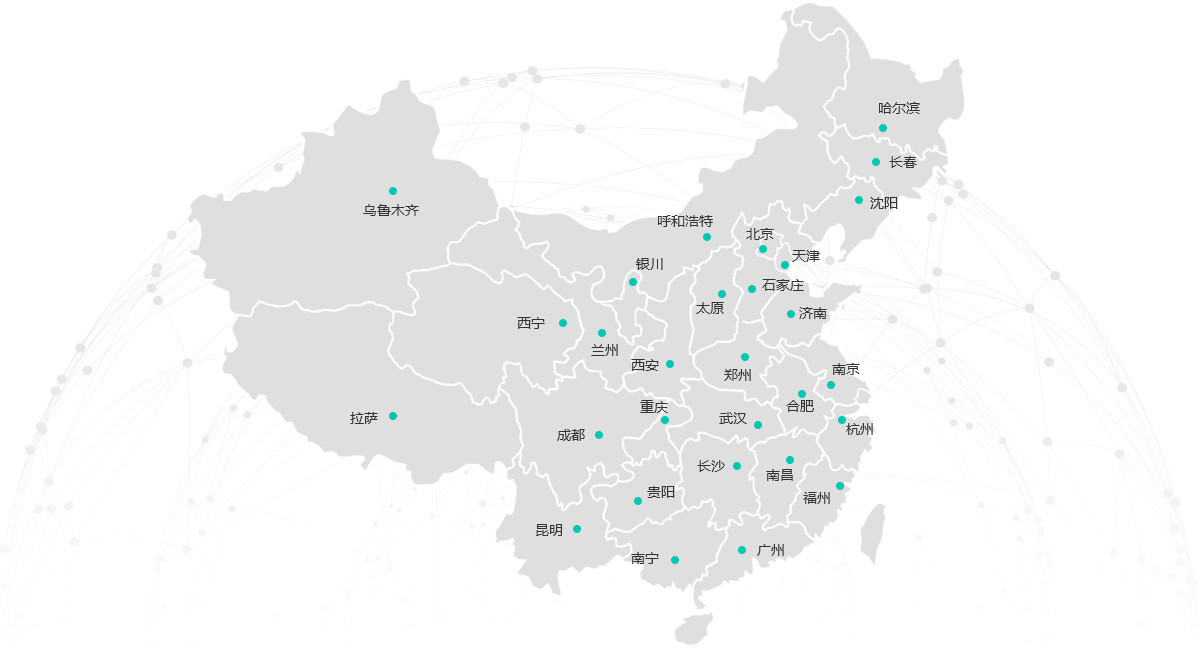 哈尔滨
长春
沈阳
乌鲁木齐
呼和浩特
北京
天津
银川
石家庄
太原
济南
西宁
兰州
西安
郑州
南京
合肥
重庆
拉萨
武汉
杭州
成都
长沙
南昌
贵阳
福州
昆明
广州
南宁